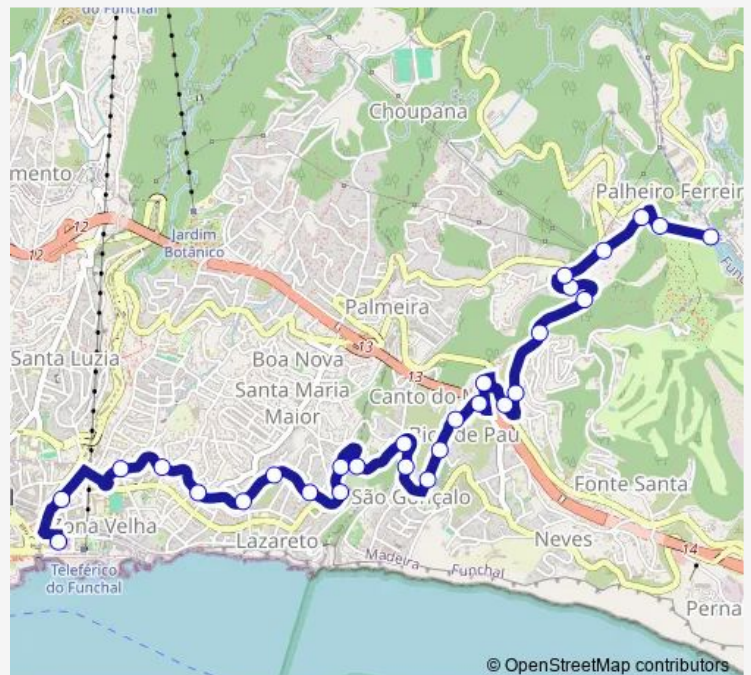 do Funchal
Choupana
mento
Palheiro Ferreir
12
12
Jardim
Botânico
Palmeira
13
Santa Luzia
Boa Nova
13
Santa Maria
Maior
Canto do
Pau
Fonte Santa
São Gonçalo
Zona Velha
Lazareto
Neves
14
Madeira
Funchal
Teleférico
do Funchal
Perna
© OpenStreetMap contributors